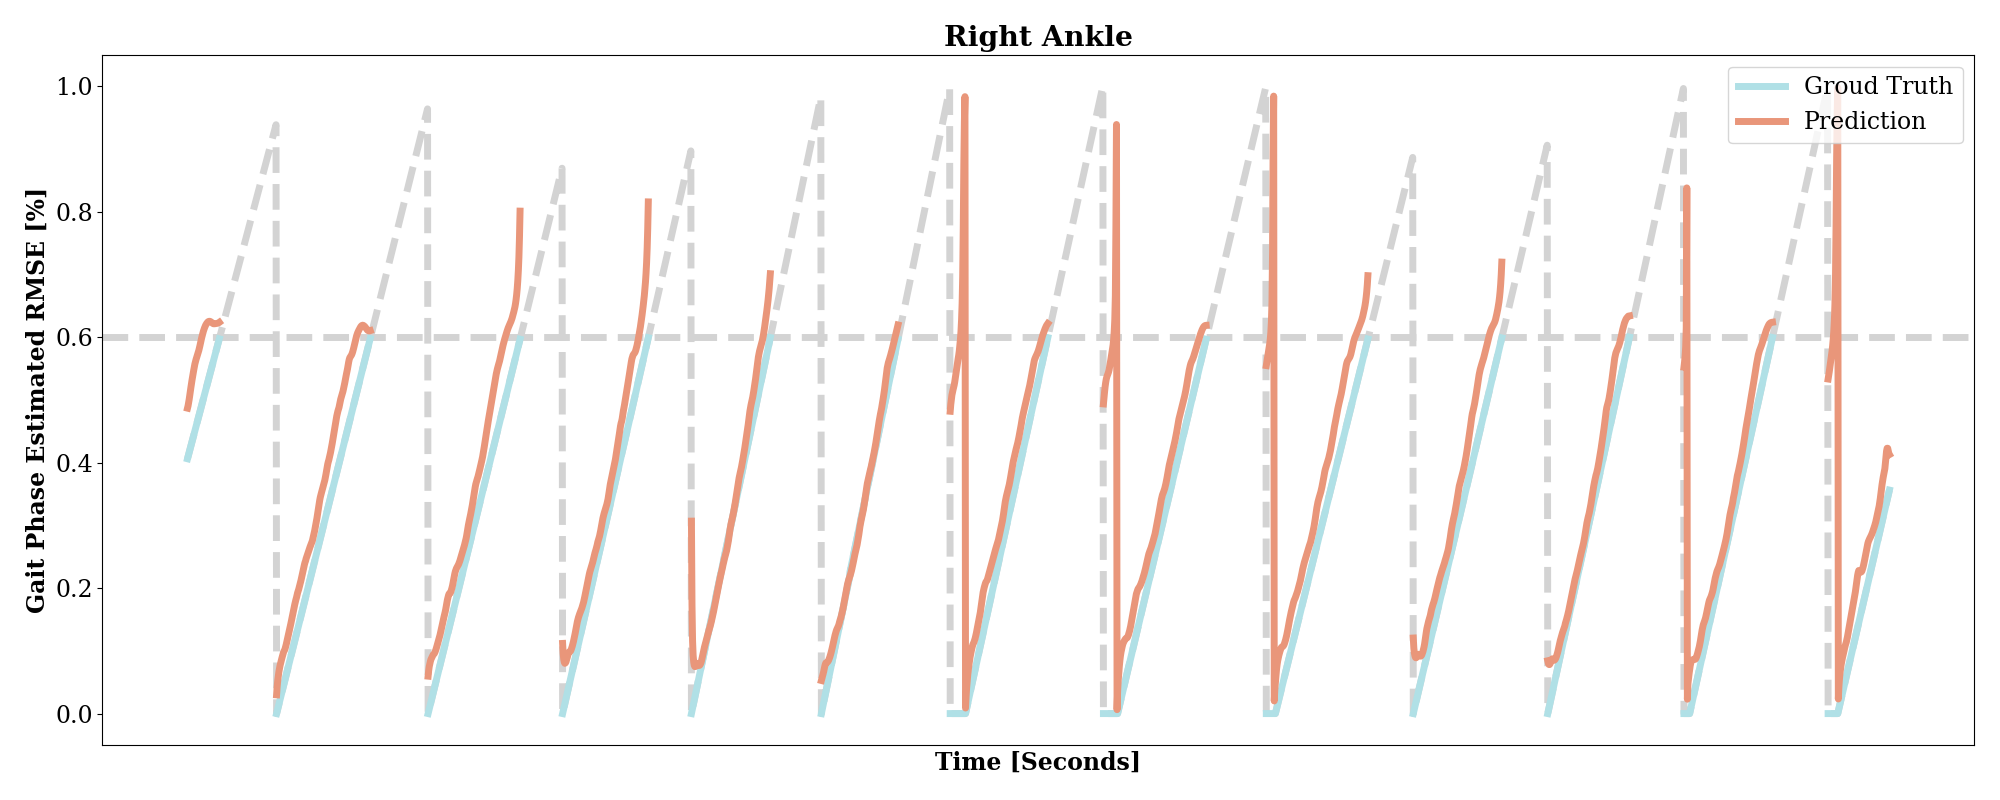 Right Ankle
Gait Phase Estimated RMSE [%]
1.0
0.8
0.6
0.4
0.2
0.0
Groud Truth
Prediction
Time [Seconds]